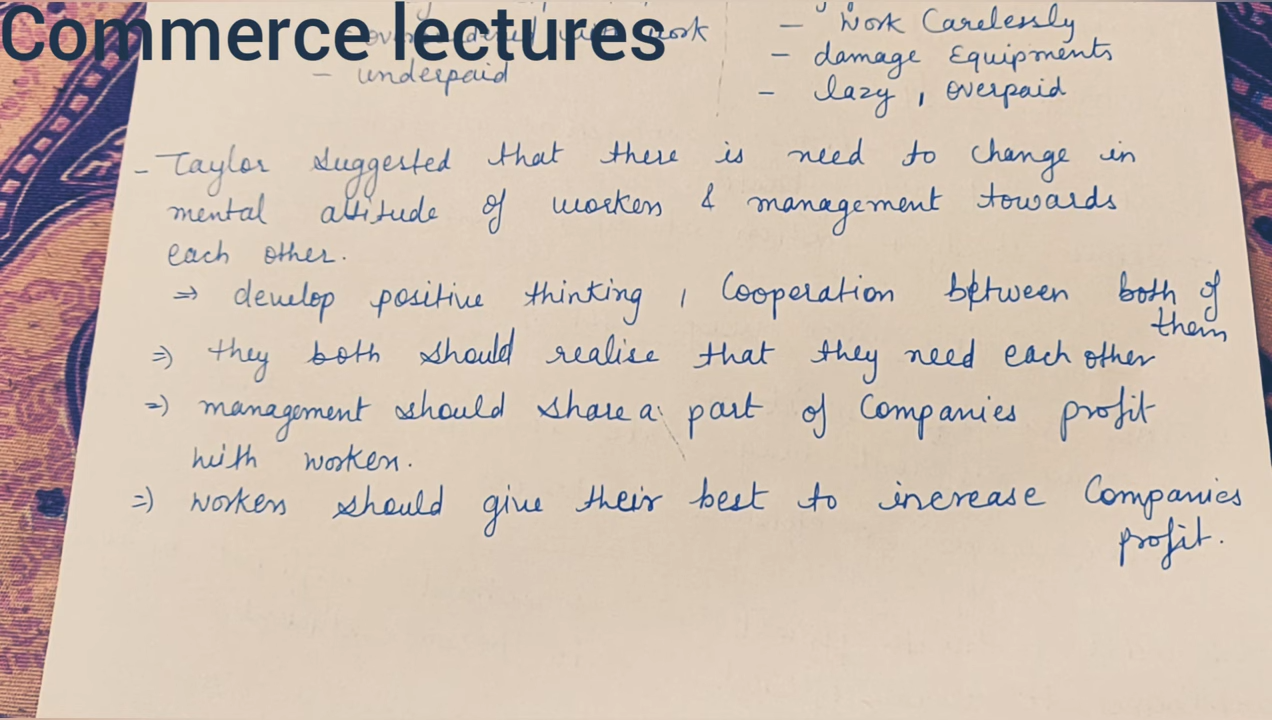 Commerce lectures
work
- underpaid
- Work Carelessly
- damage Equipments
- lazy, overpaid
- Taylor suggested that there is need to change in
mental attitude of workers & management towards
each other.
⇒ develop positive thinking, Cooperation between both of
them
⇒ they both should realise that they need each other
⇒ management should share a part of Companies profit
with workers.
⇒ workers should give their best to increase Companies
profit.